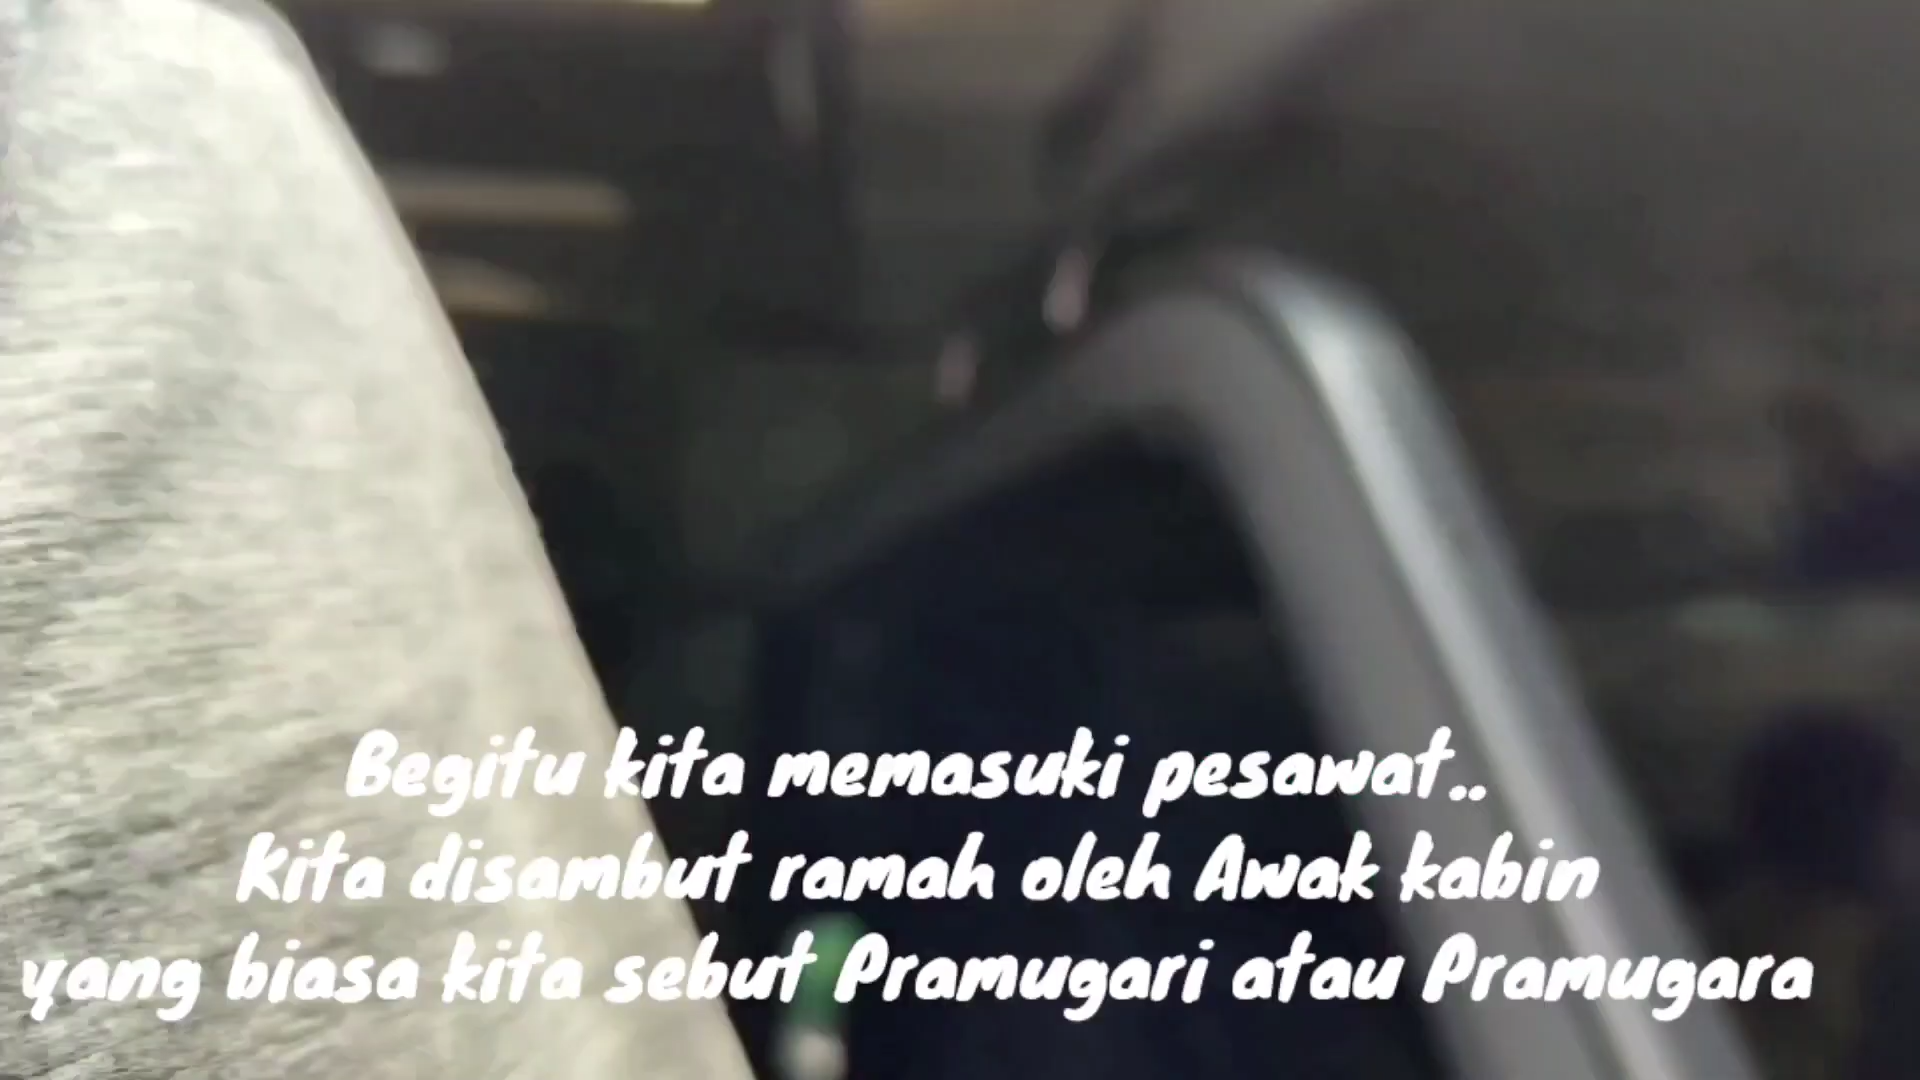 Begitu kita memasuki pesawat..
Kita disambut ramah oleh Awak kabin
yang biasa kita sebut Pramugari atau Pramugara